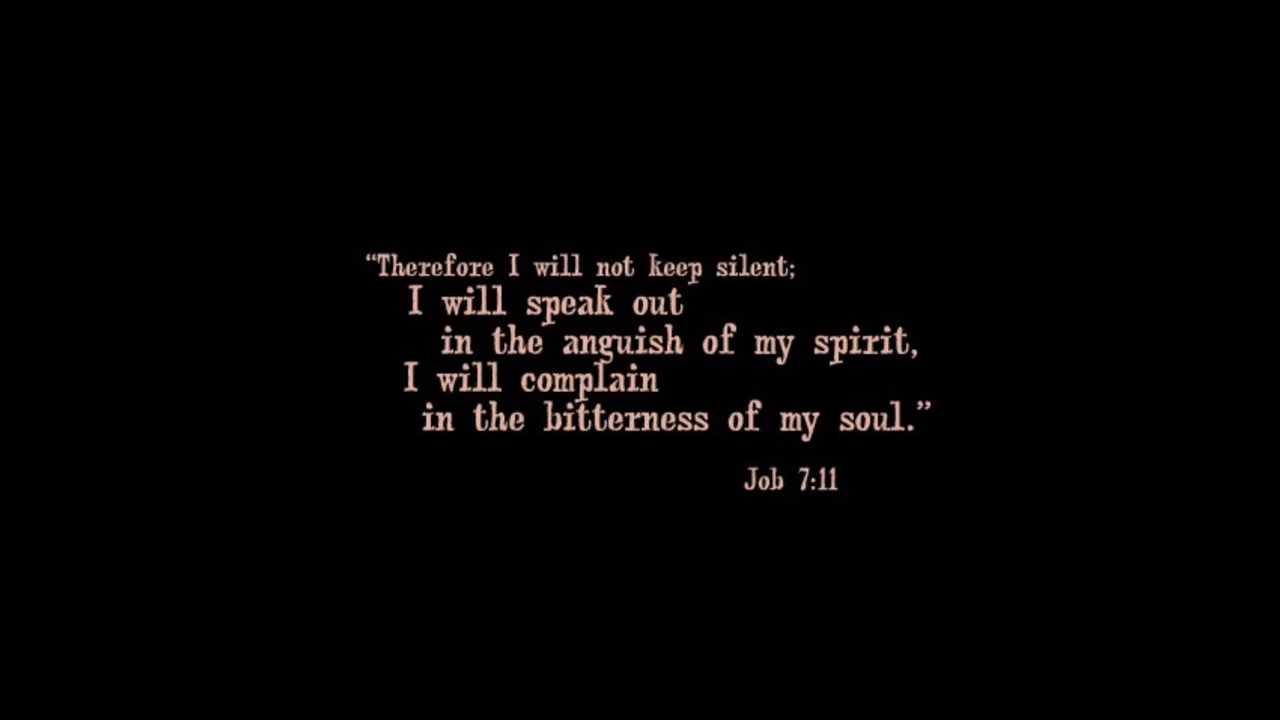 “Therefore I will not keep silent;
I will speak out
in the anguish of my spirit,
I will complain
in the bitterness of my soul.”
Job 7:11